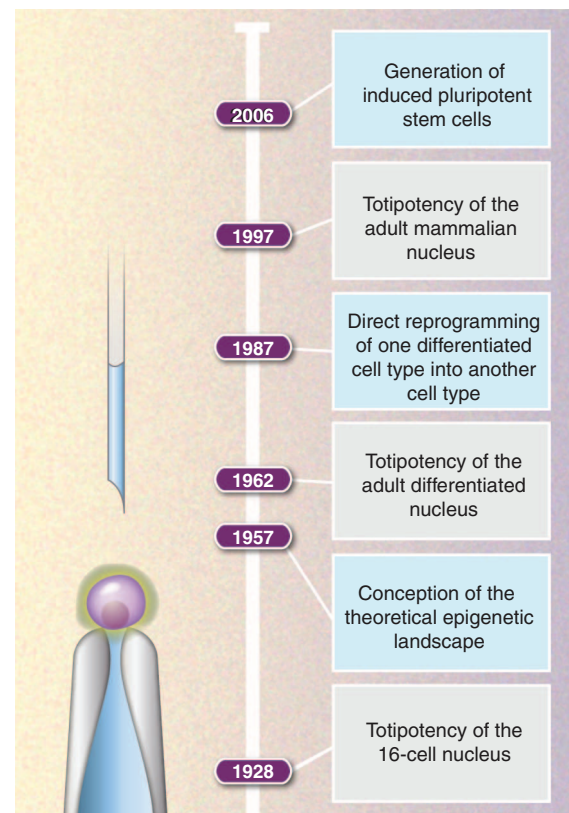 2006
Generation of
induced pluripotent
stem cells
1997
Totipotency of the
adult mammalian
nucleus
1987
Direct reprogramming
of one differentiated
cell type into another
cell type
1962
Totipotency of the
adult differentiated
nucleus
1957
Conception of the
theoretical epigenetic
landscape
1928
Totipotency of the
16-cell nucleus